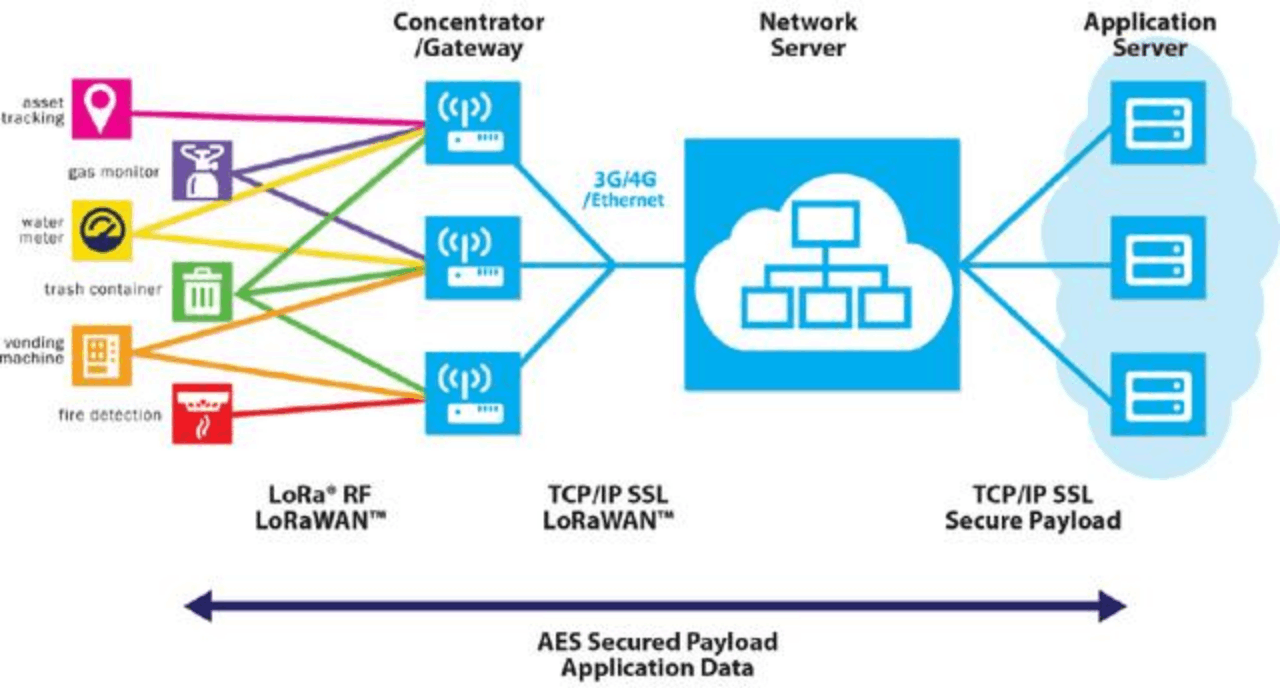 Concentrator
/Gateway
Network
Server
Application
Server
asset
tracking
gas monitor
water
meter
trash container
vending
machine
fire detection
3G/4G
/Ethernet
LoRa® RF
LoRaWAN™
TCP/IP SSL
LoRaWAN™
TCP/IP SSL
Secure Payload
AES Secured Payload
Application Data